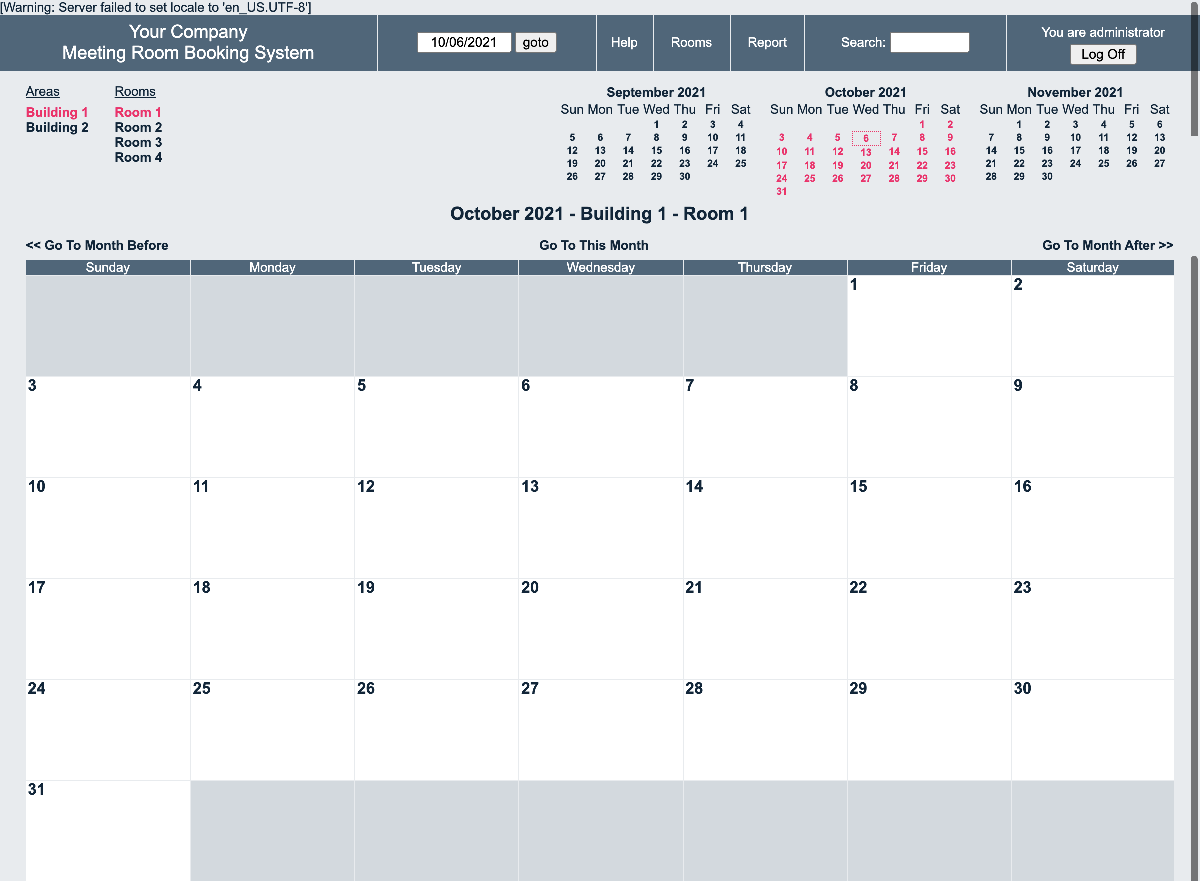 [Warning: Server failed to set locale to 'en_US.UTF-8']
Your Company
Meeting Room Booking System
10/06/2021 goto
Help
Rooms
Report
Search:
You are administrator
Log Off
Areas
Building 1
Building 2
Rooms
Room 1
Room 2
Room 3
Room 4
September 2021
Sun Mon Tue Wed Thu Fri Sat
1 2 3 4
5 6 7 8 9 10 11
12 13 14 15 16 17 18
19 20 21 22 23 24 25
26 27 28 29 30
October 2021
Sun Mon Tue Wed Thu Fri Sat
1 2
3 4 5 6 7 8 9
10 11 12 13 14 15 16
17 18 19 20 21 22 23
24 25 26 27 28 29 30
31
November 2021
Sun Mon Tue Wed Thu Fri Sat
1 2 3 4 5 6
7 8 9 10 11 12 13
14 15 16 17 18 19 20
21 22 23 24 25 26 27
28 29 30
October 2021 - Building 1 - Room 1
<< Go To Month Before
Go To This Month
Go To Month After >>
Sunday Monday Tuesday Wednesday Thursday Friday Saturday
1 2
3 4 5 6 7 8 9
10 11 12 13 14 15 16
17 18 19 20 21 22 23
24 25 26 27 28 29 30
31